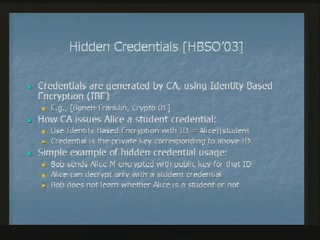 Hidden Credentials [HBSO'03]
Credentials are generated by CA, using Identity Based
Encryption (IBE)
E.g., [Boneh-Franklin, Crypto 01]
How CA issues Alice a student credential:
Use Identity Based Encryption with ID = Alice||student
Credential is the private key corresponding to above ID
Simple example of hidden credential usage:
Bob sends Alice M encrypted with public key for that ID
Alice can decrypt only with a student credential
Bob does not learn whether Alice is a student or not